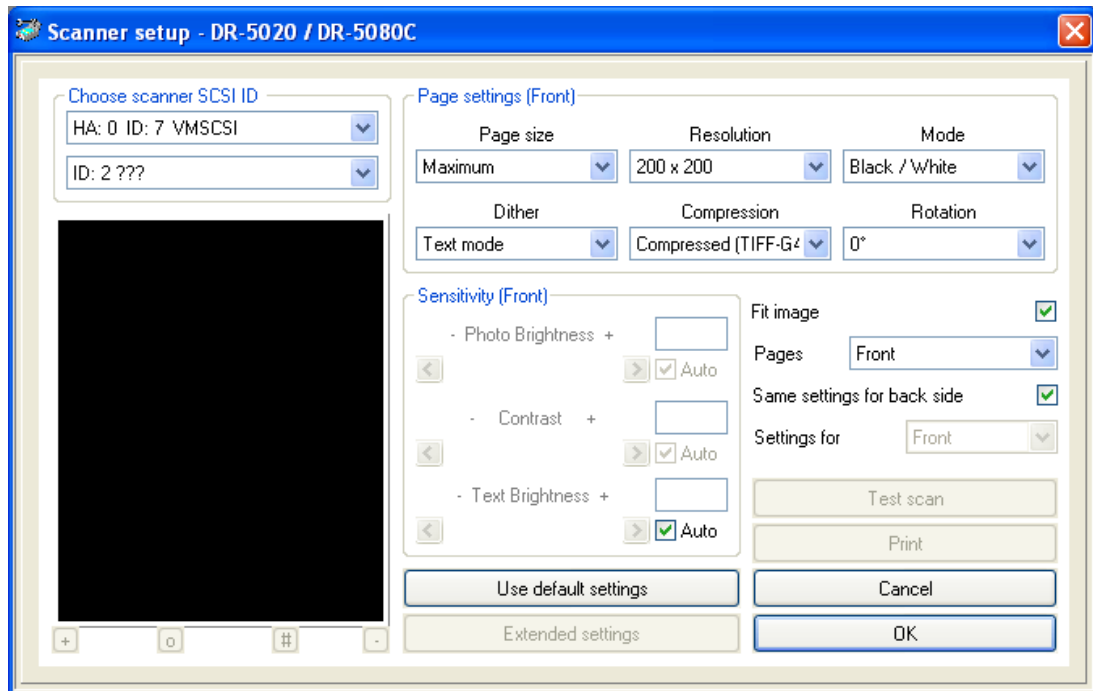 Scanner setup - DR-5020 / DR-5080C
Choose scanner SCSI ID
HA: 0 ID: 7 VMSCSI
ID: 2 ???
Page settings (Front)
Page size Resolution Mode
Maximum 200 x 200 Black / White
Dither Compression Rotation
Text mode Compressed (TIFF-G4 0°
Sensitivity (Front)
- Photo Brightness +
Auto
- Contrast +
Auto
- Text Brightness +
Auto
Fit image
Pages Front
Same settings for back side
Settings for Front
Test scan
Print
Use default settings Cancel
Extended settings OK
+ o # -